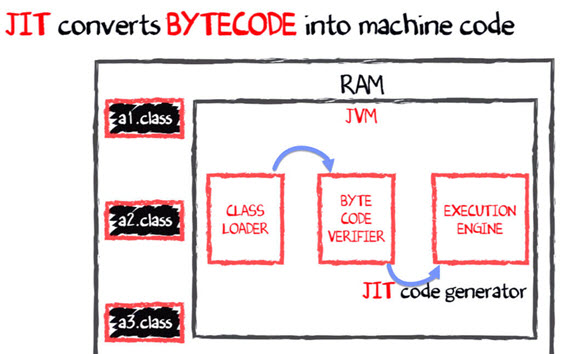 JIT converts BYTECODE into machine code
RAM
JVM
a1.class
a2.class
a3.class
CLASS
LOADER
BYTE
CODE
VERIFIER
EXECUTION
ENGINE
JIT code generator